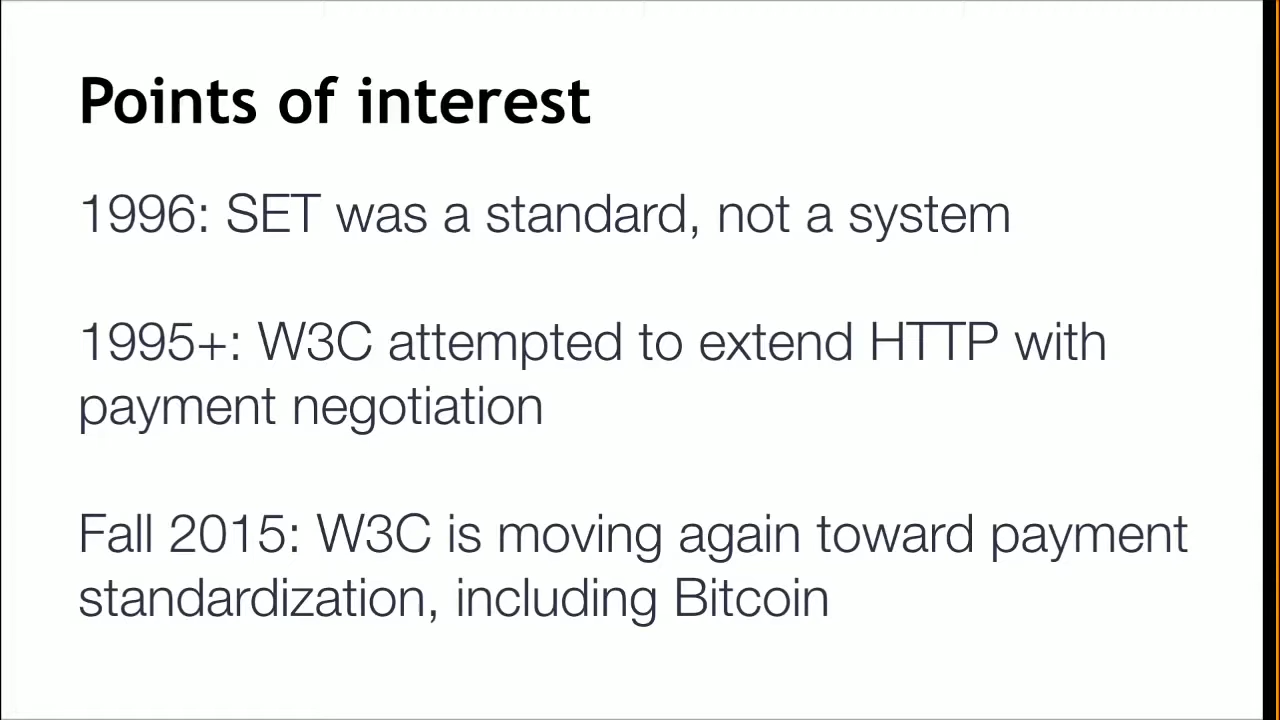 Points of interest
1996: SET was a standard, not a system
1995+: W3C attempted to extend HTTP with
payment negotiation
Fall 2015: W3C is moving again toward payment
standardization, including Bitcoin